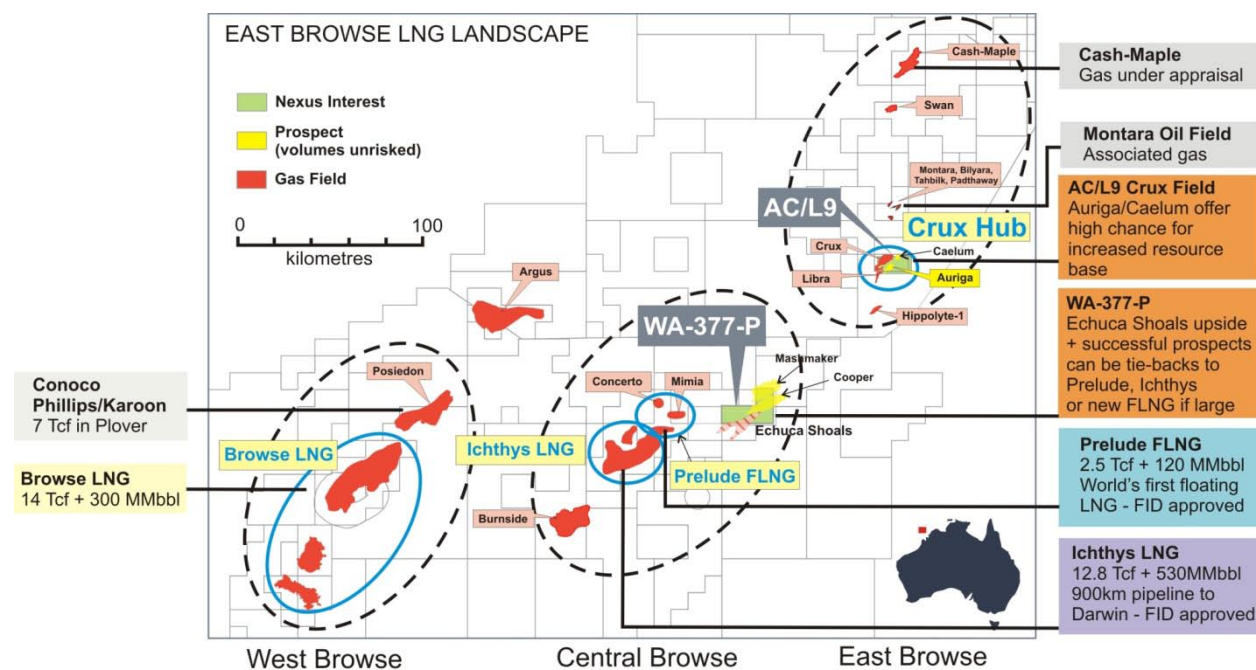 EAST BROWSE LNG LANDSCAPE
Nexus Interest
Prospect
(volumes unrisked)
Gas Field
0 100
kilometres
Cash-Maple
Swan
Montara, Bilyara,
Tahbilk, Padthaway
AC/L9
Crux Hub
Crux
Caelum
Libra
Auriga
Hippolyte-1
Argus
WA-377-P
Mashmaker
Cooper
Posiedon
Concerto
Mimia
Echuca Shoals
Browse LNG
Ichthys LNG
Prelude FLNG
Burnside
Conoco
Phillips/Karoon
7 Tcf in Plover
Browse LNG
14 Tcf + 300 MMbbl
Cash-Maple
Gas under appraisal
Montara Oil Field
Associated gas
AC/L9 Crux Field
Auriga/Caelum offer
high chance for
increased resource
base
WA-377-P
Echuca Shoals upside
+ successful prospects
can be tie-backs to
Prelude, Ichthys
or new FLNG if large
Prelude FLNG
2.5 Tcf + 120 MMbbl
World's first floating
LNG - FID approved
Ichthys LNG
12.8 Tcf + 530MMbbl
900km pipeline to
Darwin - FID approved
West Browse
Central Browse
East Browse